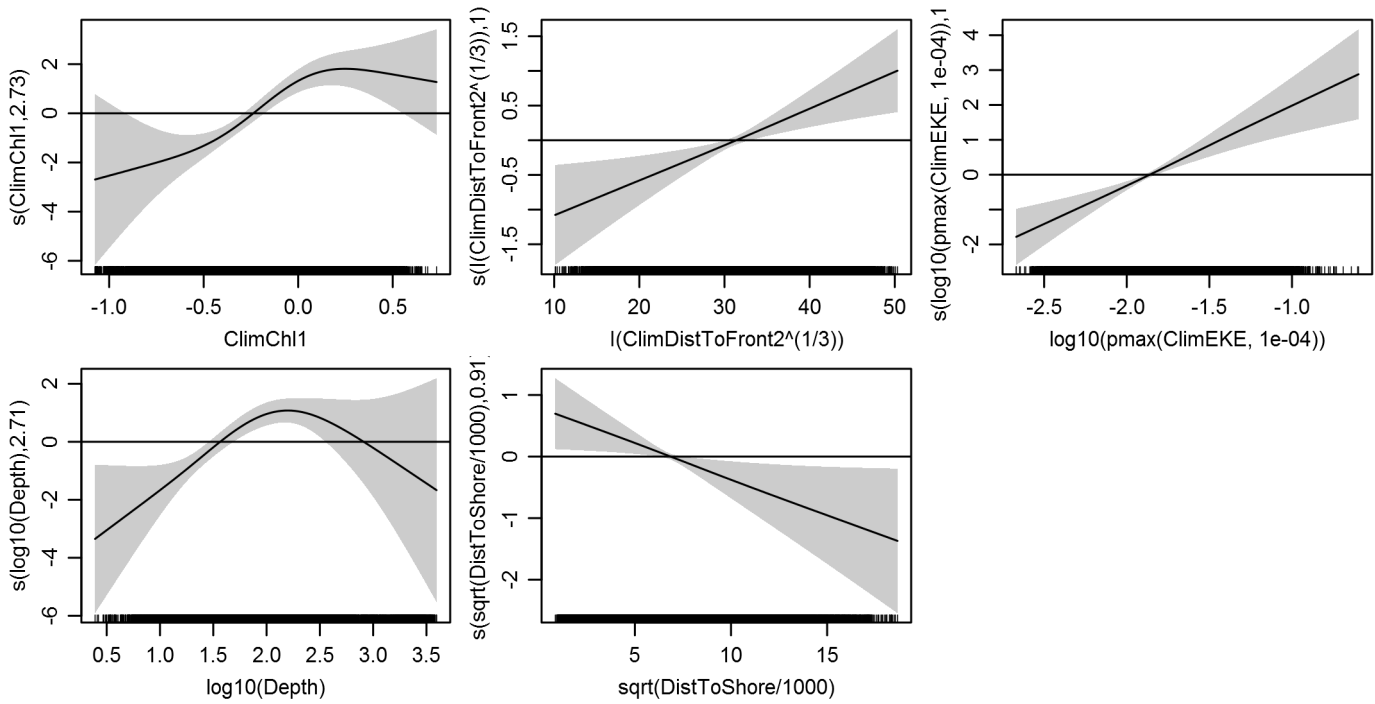 s(ClimChl1,2.73)
2
0
-2
-4
-6
-1.0 -0.5 0.0 0.5
ClimChl1
s(I(ClimDistToFront2^(1/3)),1)
1.5
0.5
-0.5
-1.5
10 20 30 40 50
I(ClimDistToFront2^(1/3))
s(log10(pmax(ClimEKE, 1e-04)),1
4
3
2
1
0
-2
-2.5 -2.0 -1.5 -1.0
log10(pmax(ClimEKE, 1e-04))
s(log10(Depth),2.71)
2
0
-2
-4
-6
0.5 1.0 1.5 2.0 2.5 3.0 3.5
log10(Depth)
s(sqrt(DistToShore/1000),0.91
1
0
-1
-2
5 10 15
sqrt(DistToShore/1000)